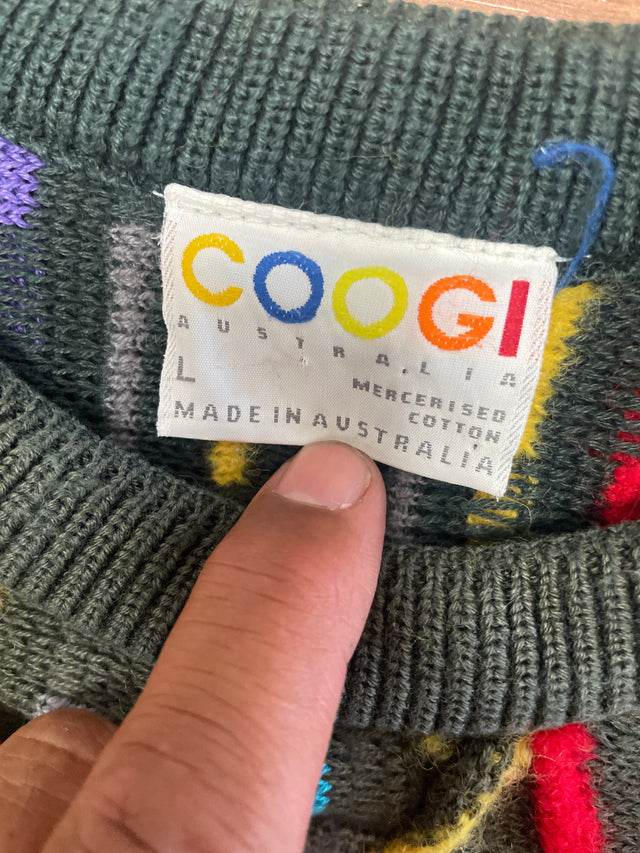 COOGI
AUSTRALIA
L
MERCERISED
COTTON
MADE IN AUSTRALIA